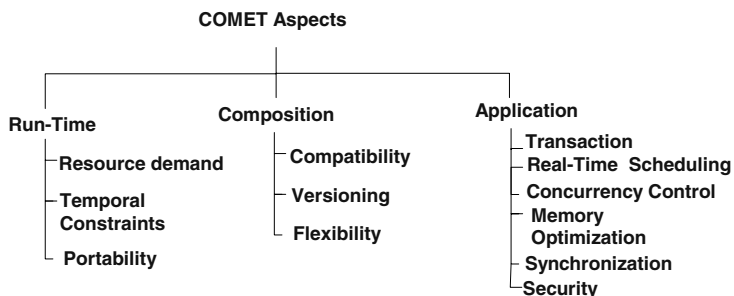 COMET Aspects
Run-Time
Resource demand
Temporal
Constraints
Portability
Composition
Compatibility
Versioning
Flexibility
Application
Transaction
Real-Time Scheduling
Concurrency Control
Memory
Optimization
Synchronization
Security